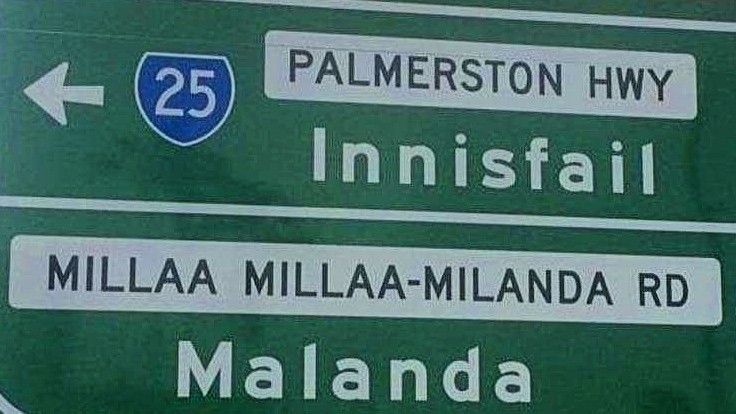 25 PALMERSTON HWY
Innisfail
MILLAA MILLAA-MILANDA RD
Malanda